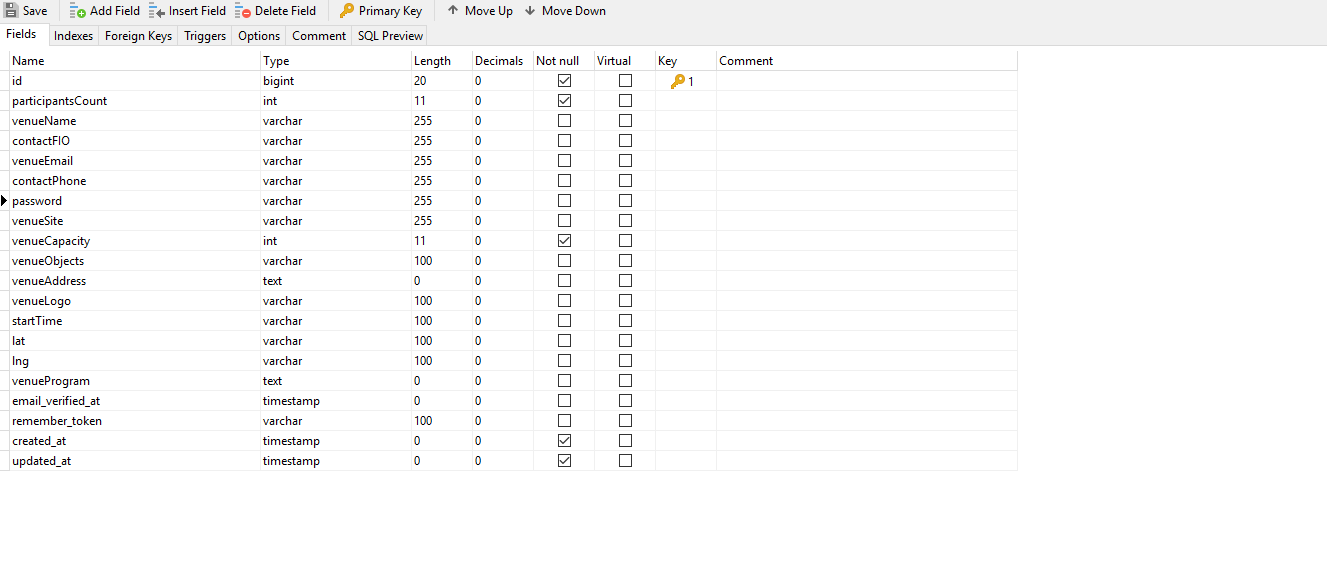 Save Add Field Insert Field Delete Field Primary Key Move Up Move Down
Fields Indexes Foreign Keys Triggers Options Comment SQL Preview
Name Type Length Decimals Not null Virtual Key Comment
id bigint 20 0 1
participantsCount int 11 0
venueName varchar 255 0
contactFIO varchar 255 0
venueEmail varchar 255 0
contactPhone varchar 255 0
password varchar 255 0
venueSite varchar 255 0
venueCapacity int 11 0
venueObjects varchar 100 0
venueAddress text 0 0
venueLogo varchar 100 0
startTime varchar 100 0
lat varchar 100 0
lng varchar 100 0
venueProgram text 0 0
email_verified_at timestamp 0 0
remember_token varchar 100 0
created_at timestamp 0 0
updated_at timestamp 0 0